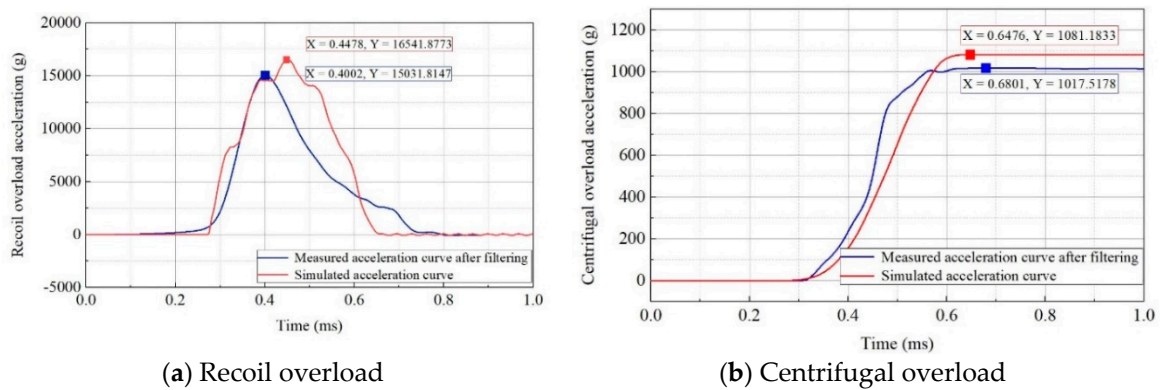 20000
15000
10000
5000
0
-5000
Recoil overload acceleration (g)
X = 0.4478, Y = 16541.8773
X = 0.4002, Y = 15031.8147
Measured acceleration curve after filtering
Simulated acceleration curve
0.0 0.2 0.4 0.6 0.8 1.0
Time (ms)
(a) Recoil overload
1200
1000
800
600
400
200
0
Centrifugal overload acceleration (g)
X = 0.6476, Y = 1081.1833
X = 0.6801, Y = 1017.5178
Measured acceleration curve after filtering
Simulated acceleration curve
0.0 0.2 0.4 0.6 0.8 1.0
Time (ms)
(b) Centrifugal overload